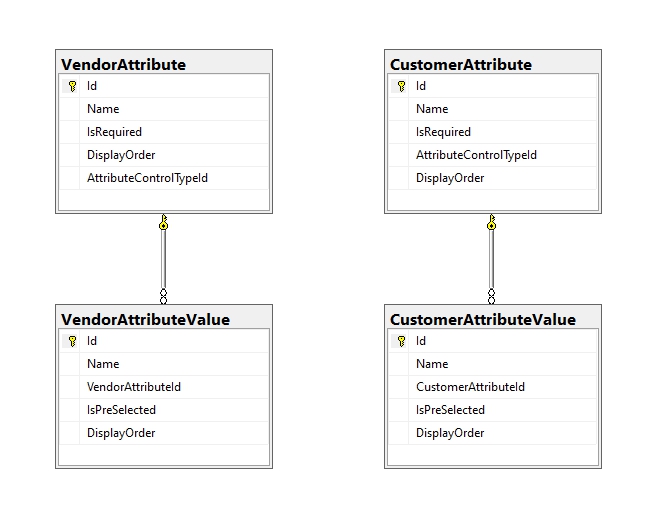 VendorAttribute
Id
Name
IsRequired
DisplayOrder
AttributeControlTypeId
CustomerAttribute
Id
Name
IsRequired
AttributeControlTypeId
DisplayOrder
VendorAttributeValue
Id
Name
VendorAttributeId
IsPreSelected
DisplayOrder
CustomerAttributeValue
Id
Name
CustomerAttributeId
IsPreSelected
DisplayOrder